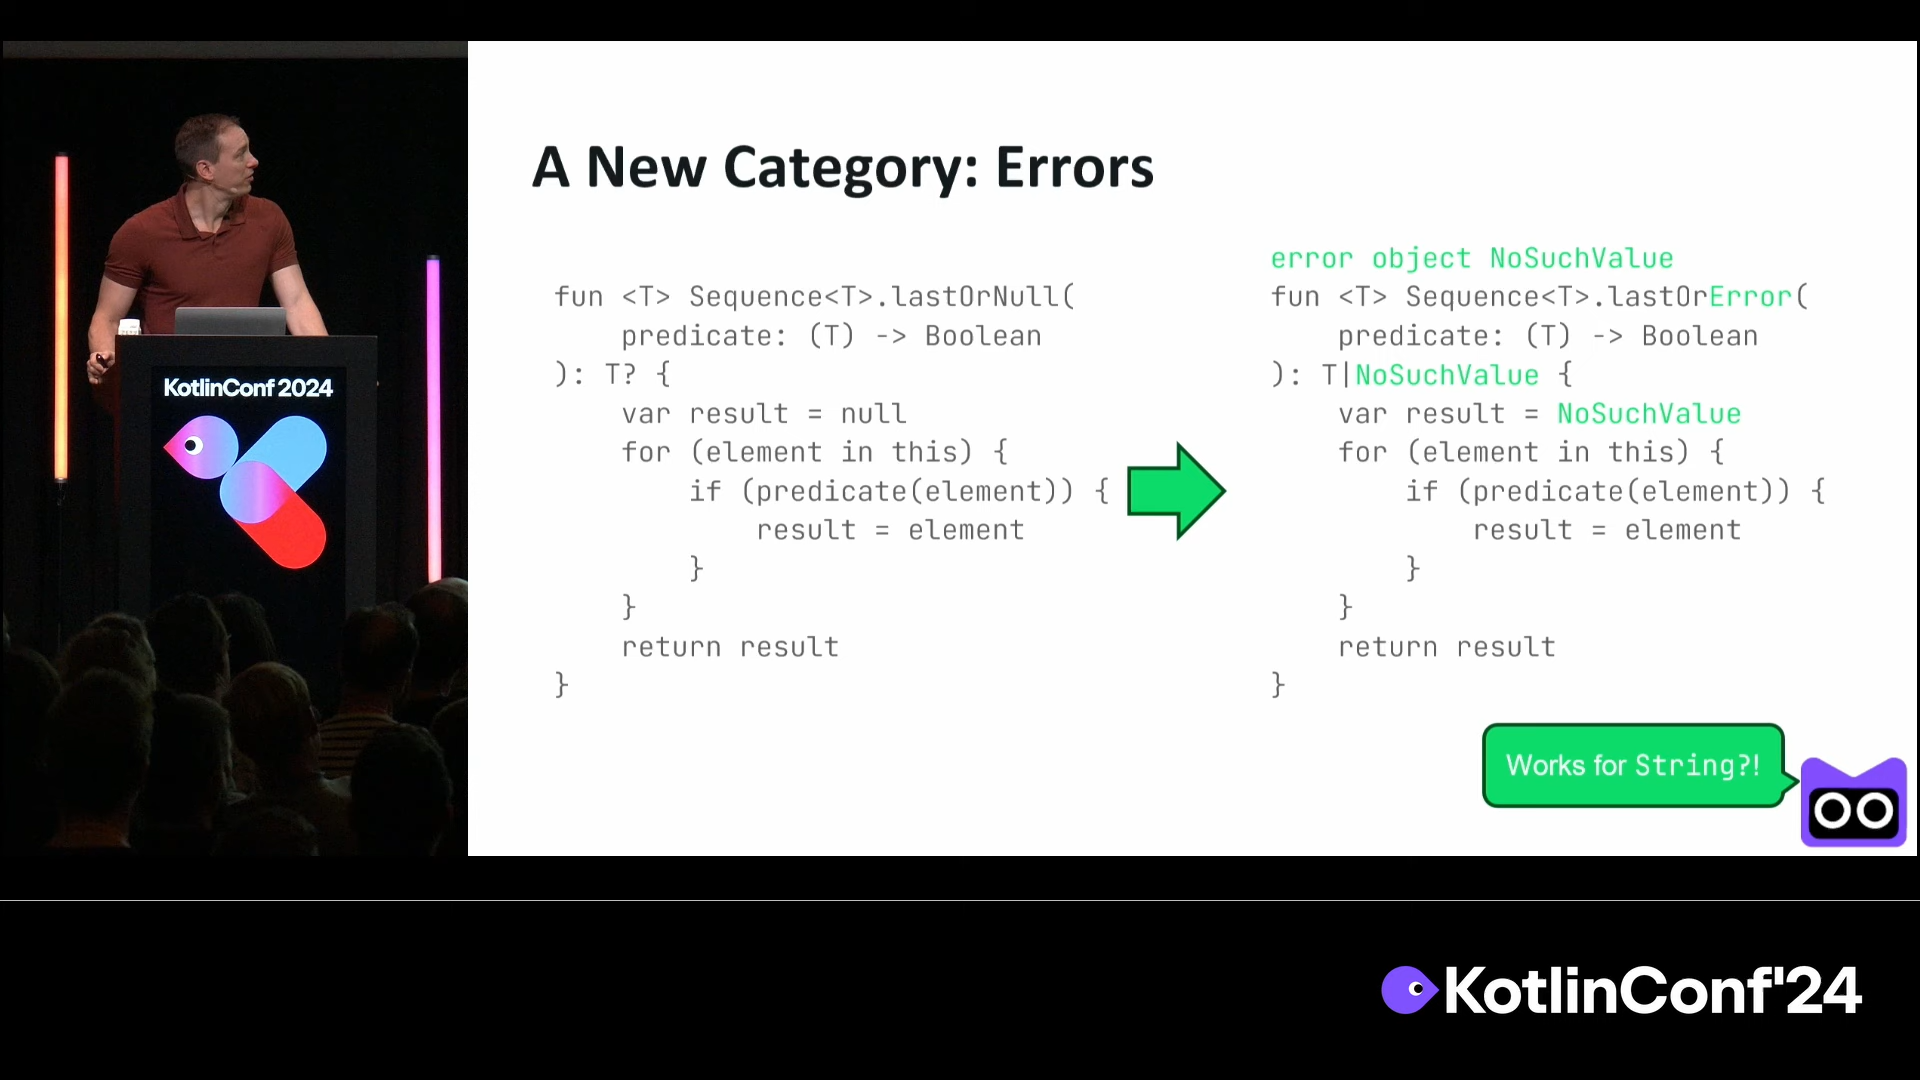 A New Category: Errors
fun <T> Sequence<T>.lastOrNull(
    predicate: (T) -> Boolean
): T? {
    var result = null
    for (element in this) {
        if (predicate(element)) {
            result = element
        }
    }
    return result
}
error object NoSuchValue
fun <T> Sequence<T>.lastOrError(
    predicate: (T) -> Boolean
): T|NoSuchValue {
    var result = NoSuchValue
    for (element in this) {
        if (predicate(element)) {
            result = element
        }
    }
    return result
}
Works for String?!
KotlinConf 2024
KotlinConf'24